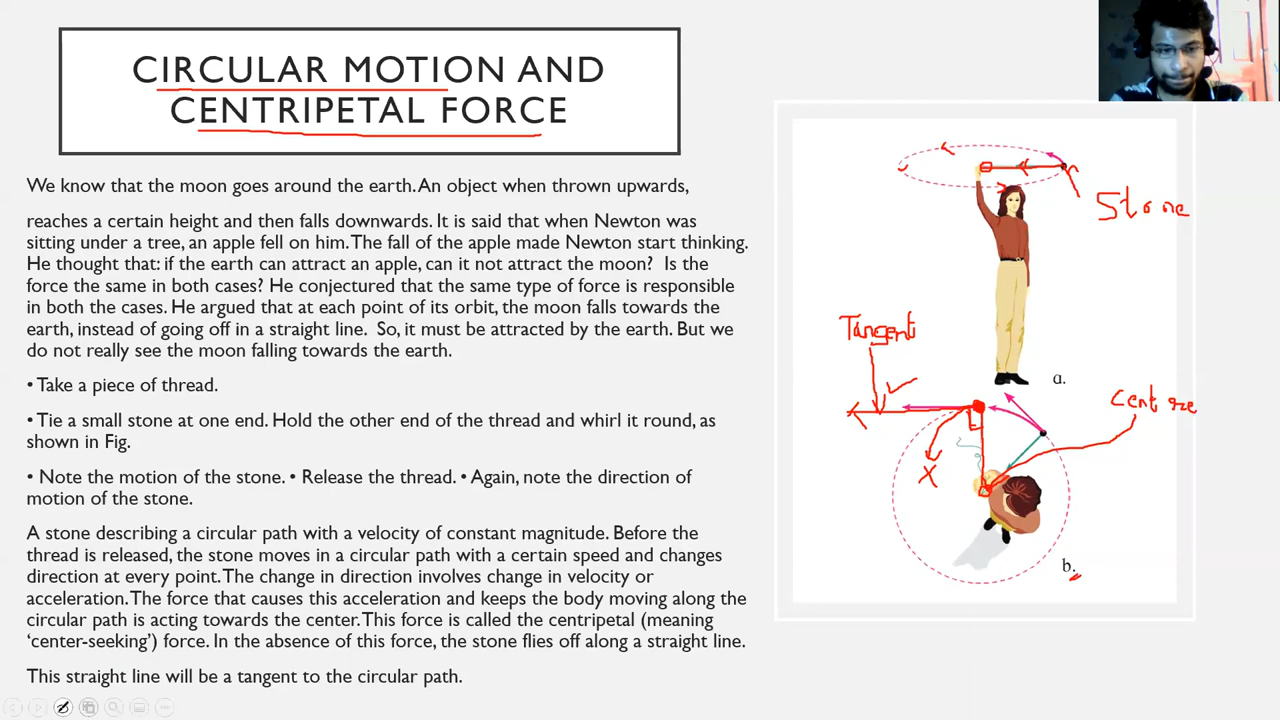 CIRCULAR MOTION AND
CENTRIPETAL FORCE
We know that the moon goes around the earth. An object when thrown upwards,
reaches a certain height and then falls downwards. It is said that when Newton was
sitting under a tree, an apple fell on him. The fall of the apple made Newton start thinking.
He thought that: if the earth can attract an apple, can it not attract the moon? Is the
force the same in both cases? He conjectured that the same type of force is responsible
in both the cases. He argued that at each point of its orbit, the moon falls towards the
earth, instead of going off in a straight line. So, it must be attracted by the earth. But we
do not really see the moon falling towards the earth.
• Take a piece of thread.
• Tie a small stone at one end. Hold the other end of the thread and whirl it round, as
shown in Fig.
• Note the motion of the stone. • Release the thread. • Again, note the direction of
motion of the stone.
A stone describing a circular path with a velocity of constant magnitude. Before the
thread is released, the stone moves in a circular path with a certain speed and changes
direction at every point. The change in direction involves change in velocity or
acceleration. The force that causes this acceleration and keeps the body moving along the
circular path is acting towards the center. This force is called the centripetal (meaning
‘center-seeking’) force. In the absence of this force, the stone flies off along a straight line.
This straight line will be a tangent to the circular path.
Stone
a.
Tangent
Centre
X
b.